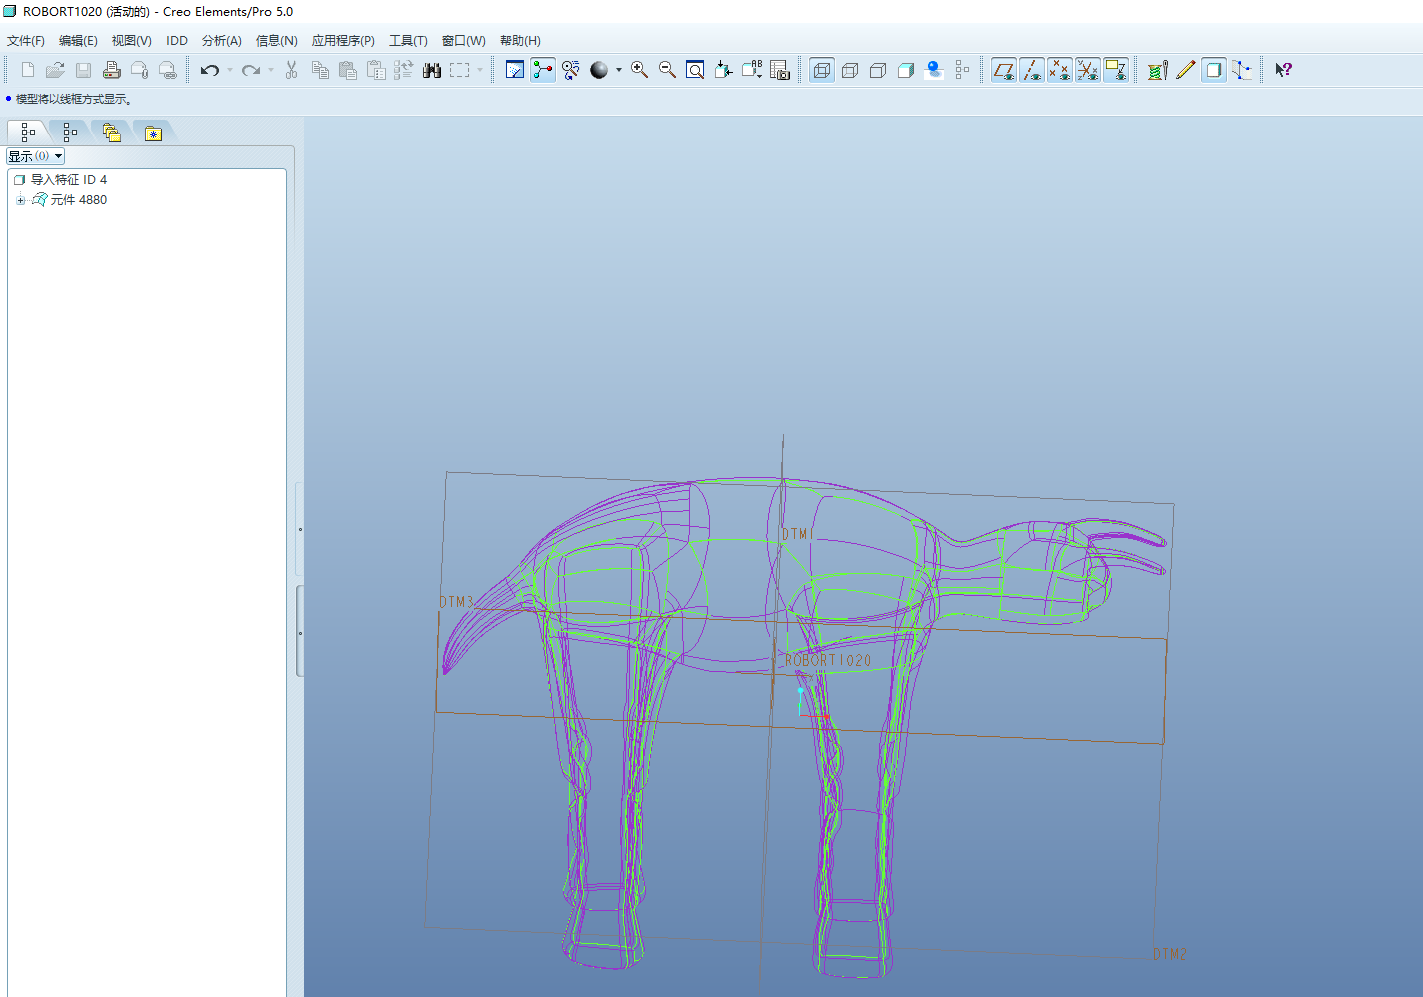 ROBORT1020 (活动的) - Creo Elements/Pro 5.0
文件(F) 编辑(E) 视图(V) IDD 分析(A) 信息(N) 应用程序(P) 工具(T) 窗口(W) 帮助(H)
模型将以线框方式显示。
显示(O)
导入特征 ID 4
元件 4880
DTM
DTM3
ROBORT1020
DTM2